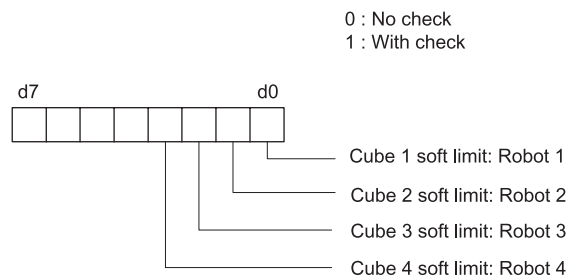 0 : No check
1 : With check
d7 d0
Cube 1 soft limit: Robot 1
Cube 2 soft limit: Robot 2
Cube 3 soft limit: Robot 3
Cube 4 soft limit: Robot 4